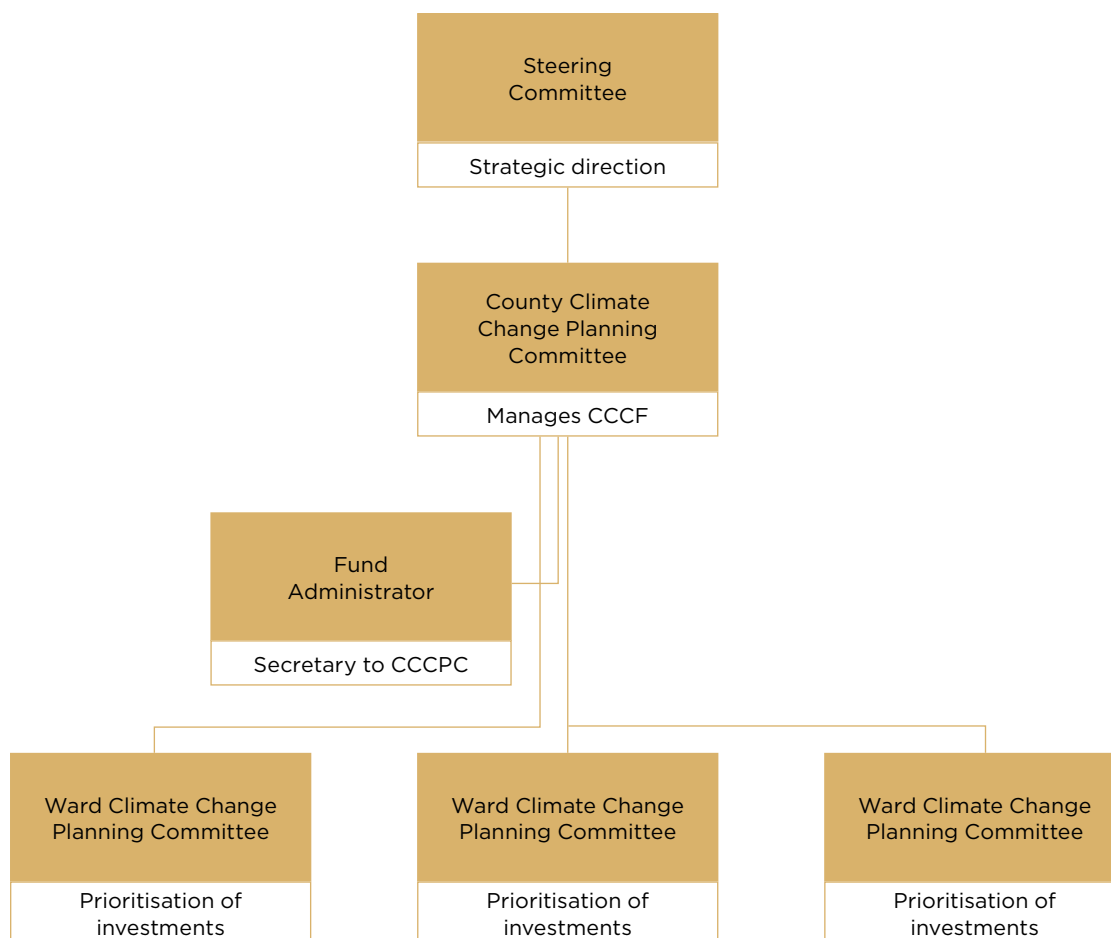 Steering
Committee
Strategic direction
County Climate
Change Planning
Committee
Manages CCCF
Fund
Administrator
Secretary to CCCPC
Ward Climate Change
Planning Committee
Prioritisation of
investments
Ward Climate Change
Planning Committee
Prioritisation of
investments
Ward Climate Change
Planning Committee
Prioritisation of
investments